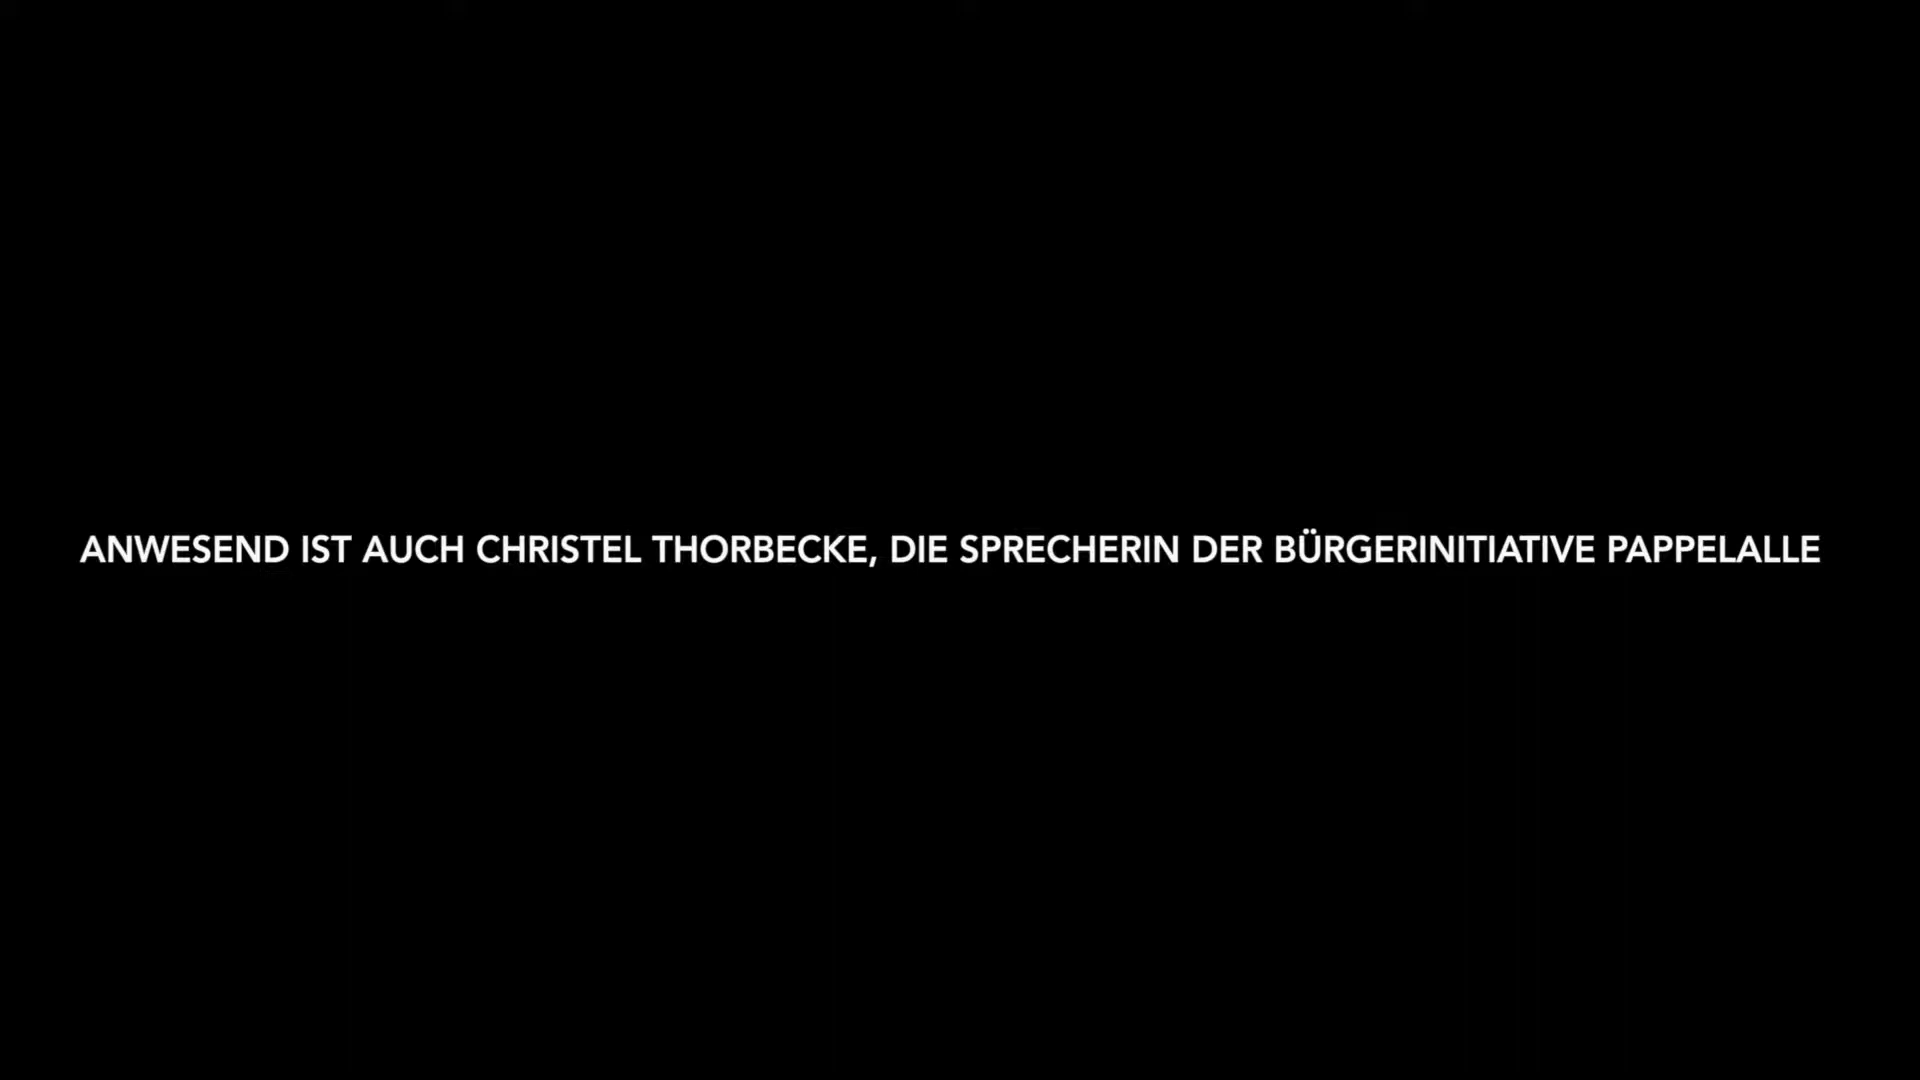 ANWESEND IST AUCH CHRISTEL THORBECKE, DIE SPRECHERIN DER BÜRGERINITIATIVE PAPPELALLE